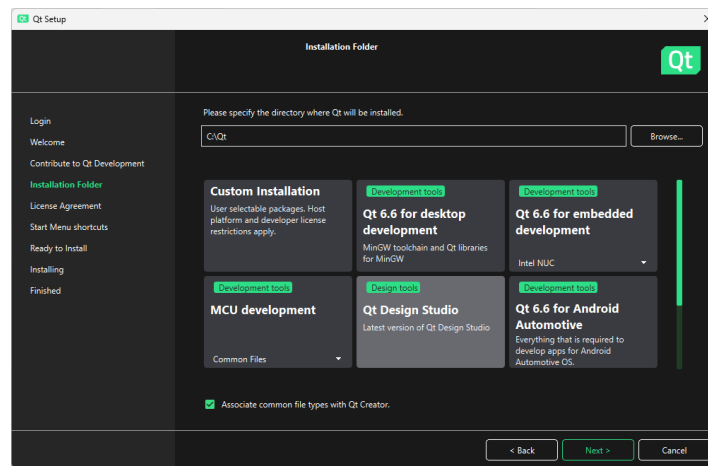 Qt Setup
Installation Folder
Qt
Login
Welcome
Contribute to Qt Development
Installation Folder
License Agreement
Start Menu shortcuts
Ready to Install
Installing
Finished
Please specify the directory where Qt will be installed.
C:\Qt
Browse...
Custom Installation
User selectable packages. Host
platform and developer license
restrictions apply.
Development tools
Qt 6.6 for desktop
development
MinGW toolchain and Qt libraries
for MinGW
Development tools
Qt 6.6 for embedded
development
Intel NUC
Development tools
MCU development
Common Files
Design tools
Qt Design Studio
Latest version of Qt Design Studio
Development tools
Qt 6.6 for Android
Automotive
Everything that is required to
develop apps for Android
Automotive OS.
Associate common file types with Qt Creator.
< Back
Next >
Cancel